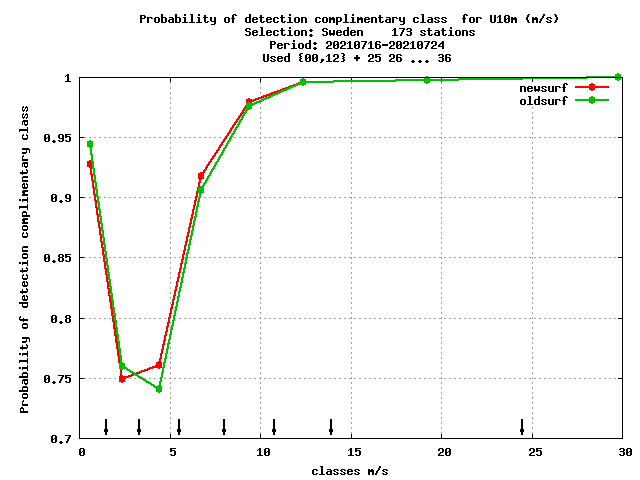 Probability of detection complimentary class  for U10m (m/s)
Selection: Sweden    173 stations
Period: 20210716-20210724
Used {00,12} + 25 26 ... 36
newsurf
oldsurf
Probability of detection complimentary class
1
0.95
0.9
0.85
0.8
0.75
0.7
0 5 10 15 20 25 30
classes m/s